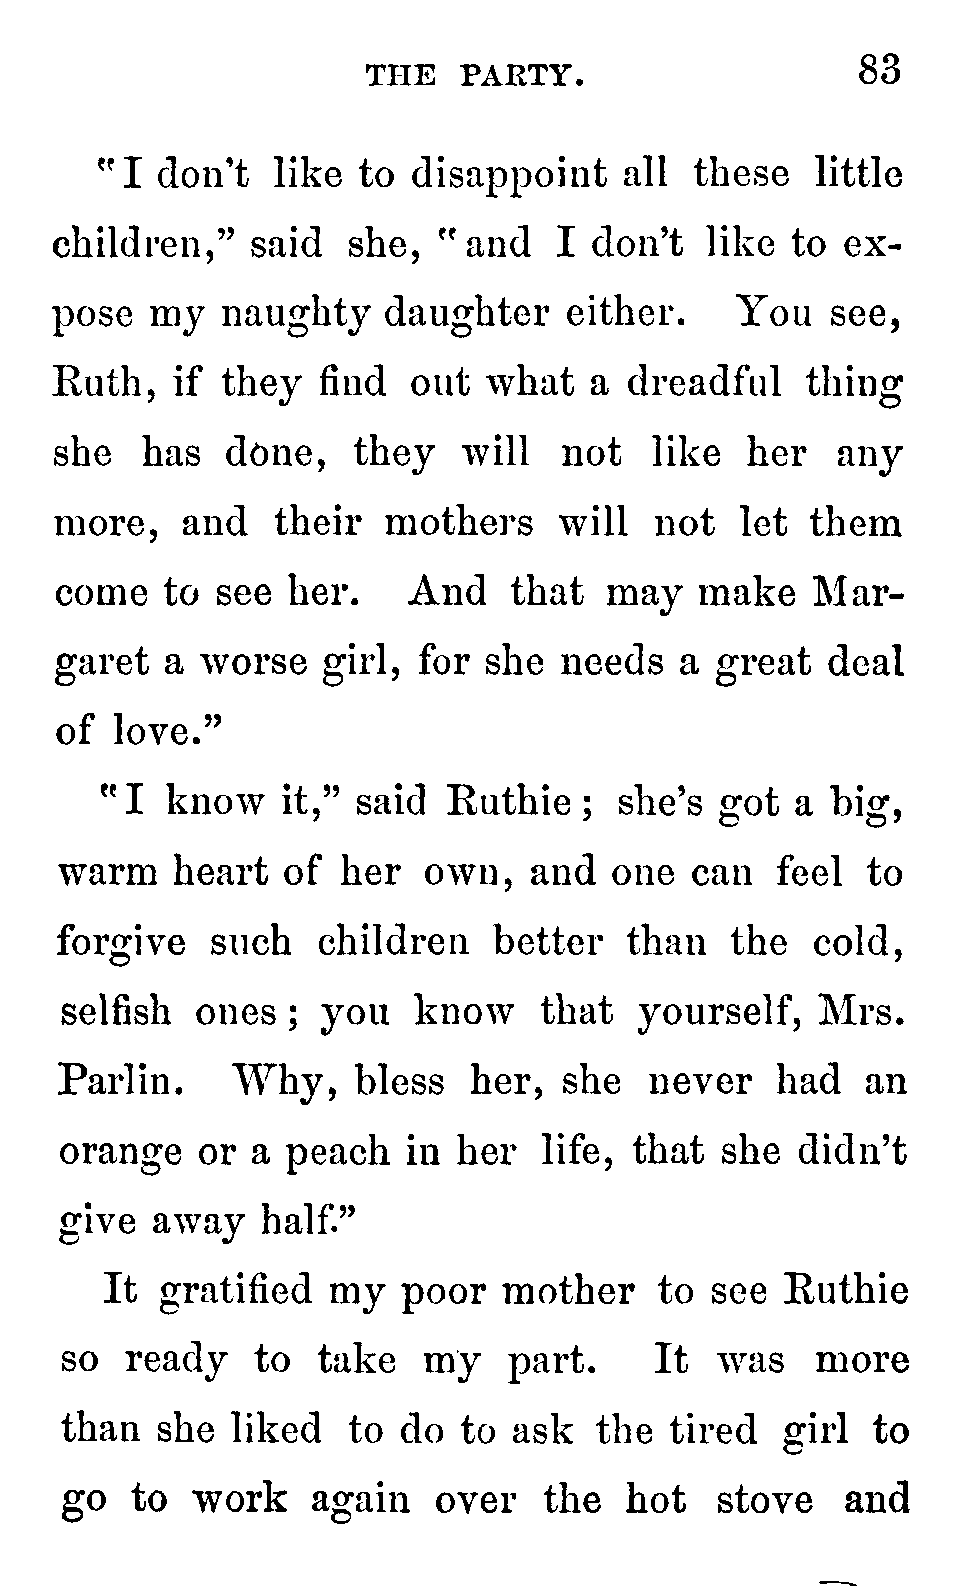 THE PARTY. 83
"I don't like to disappoint all these little
children," said she, "and I don't like to ex-
pose my naughty daughter either. You see,
Ruth, if they find out what a dreadful thing
she has done, they will not like her any
more, and their mothers will not let them
come to see her. And that may make Mar-
garet a worse girl, for she needs a great deal
of love."
"I know it," said Ruthie; she's got a big,
warm heart of her own, and one can feel to
forgive such children better than the cold,
selfish ones; you know that yourself, Mrs.
Parlin. Why, bless her, she never had an
orange or a peach in her life, that she didn't
give away half."
It gratified my poor mother to see Ruthie
so ready to take my part. It was more
than she liked to do to ask the tired girl to
go to work again over the hot stove and